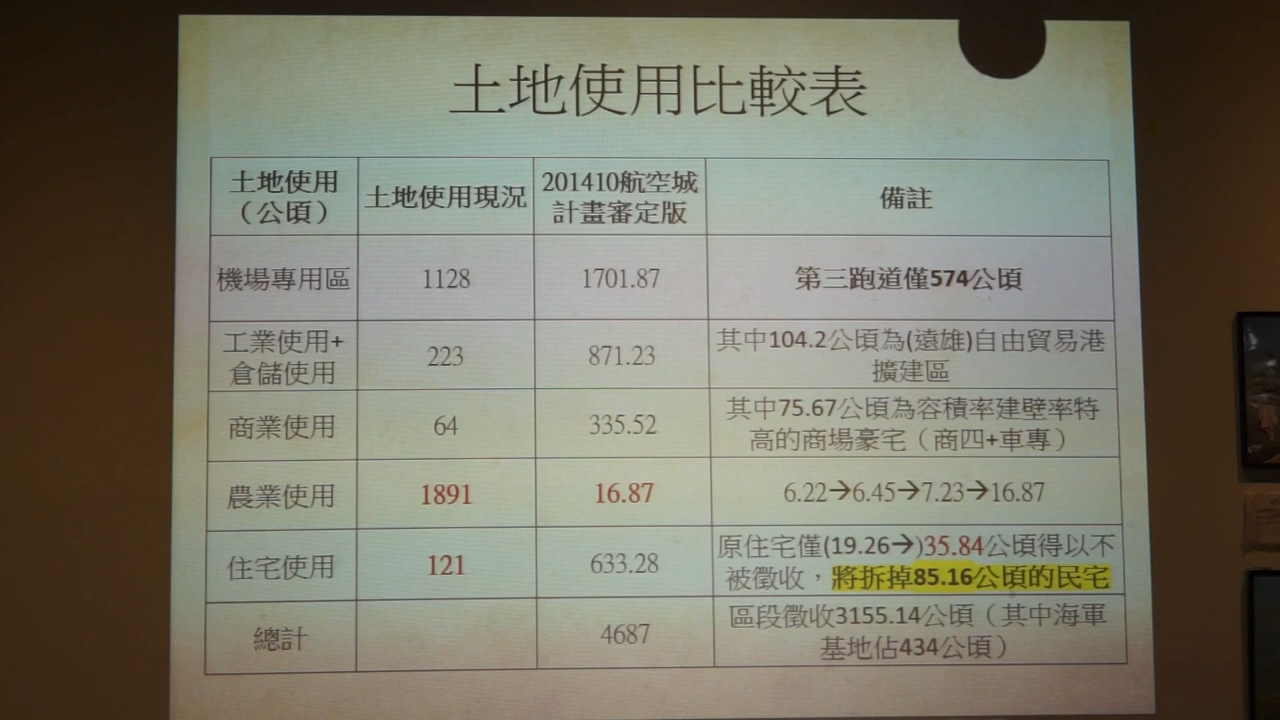 土地使用比較表
土地使用
（公頃）
土地使用現況
201410航空城
計畫審定版
備註
機場專用區
1128
1701.87
第三跑道僅574公頃
工業使用+
倉儲使用
223
871.23
其中104.2公頃為(遠雄)自由貿易港
擴建區
商業使用
64
335.52
其中75.67公頃為容積率建壁率特
高的商場豪宅（商四+車專）
農業使用
1891
16.87
6.22→6.45→7.23→16.87
住宅使用
121
633.28
原住宅僅(19.26→)35.84公頃得以不
被徵收，將拆掉85.16公頃的民宅
總計
4687
區段徵收3155.14公頃（其中海軍
基地佔434公頃）